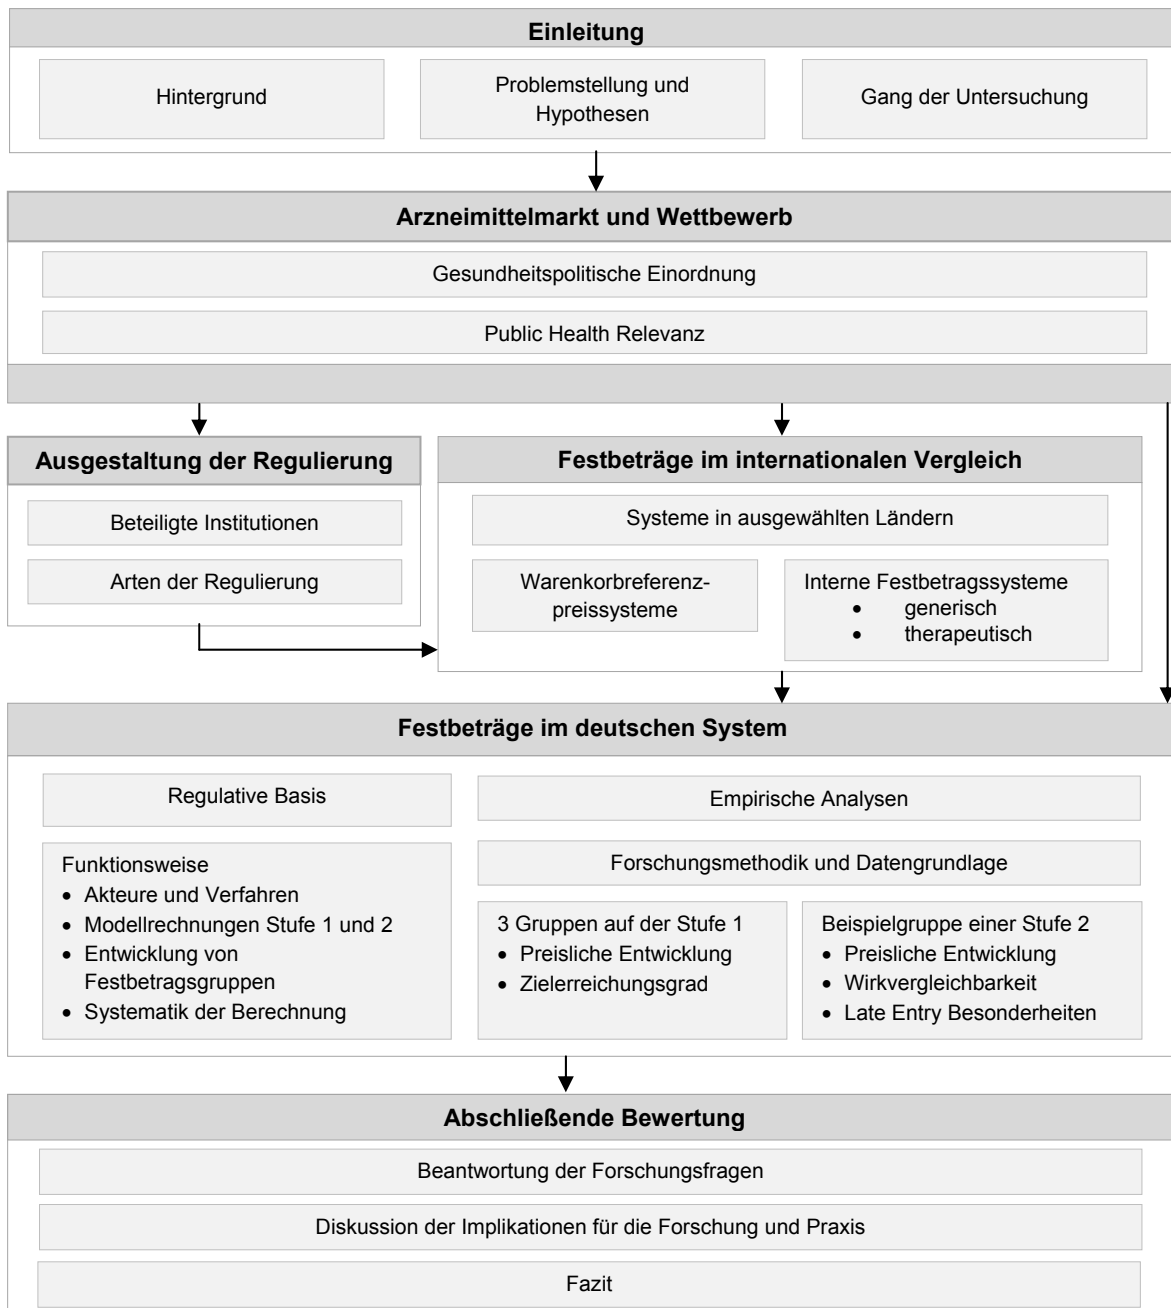 Einleitung
Hintergrund
Problemstellung und
Hypothesen
Gang der Untersuchung
Arzneimittelmarkt und Wettbewerb
Gesundheitspolitische Einordnung
Public Health Relevanz
Ausgestaltung der Regulierung
Beteiligte Institutionen
Arten der Regulierung
Festbeträge im internationalen Vergleich
Systeme in ausgewählten Ländern
Warenkorbreferenz-
preissysteme
Interne Festbetragssysteme
• generisch
• therapeutisch
Festbeträge im deutschen System
Regulative Basis
Funktionsweise
• Akteure und Verfahren
• Modellrechnungen Stufe 1 und 2
• Entwicklung von
Festbetragsgruppen
• Systematik der Berechnung
Empirische Analysen
Forschungsmethodik und Datengrundlage
3 Gruppen auf der Stufe 1
• Preisliche Entwicklung
• Zielerreichungsgrad
Beispielgruppe einer Stufe 2
• Preisliche Entwicklung
• Wirkvergleichbarkeit
• Late Entry Besonderheiten
Abschließende Bewertung
Beantwortung der Forschungsfragen
Diskussion der Implikationen für die Forschung und Praxis
Fazit